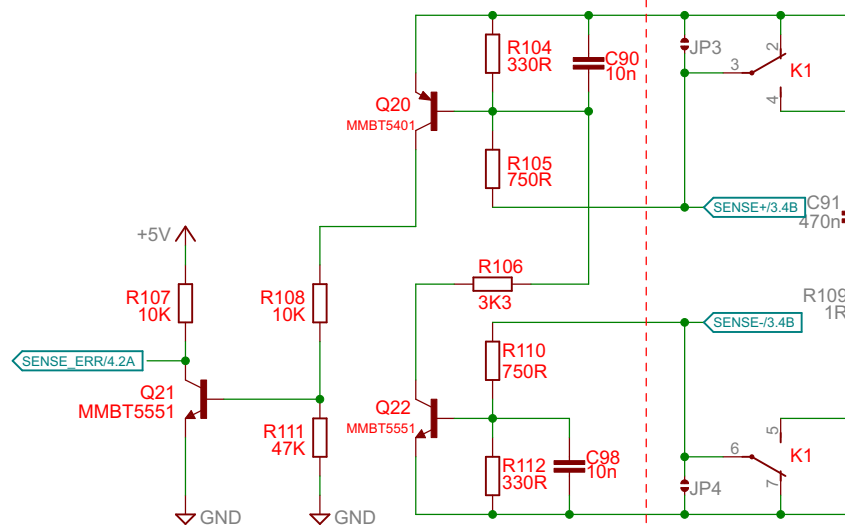 R104
330R
C90
10n
JP3
2
3
K1
4
Q20
MMBT5401
R105
750R
SENSE+/3.4B
C91
470n
+5V
R106
3K3
R107
10K
R108
10K
R109
1R
SENSE-/3.4B
R110
750R
SENSE_ERR/4.2A
Q21
MMBT5551
Q22
MMBT5551
R111
47K
5
6
K1
7
R112
330R
C98
10n
JP4
GND
GND